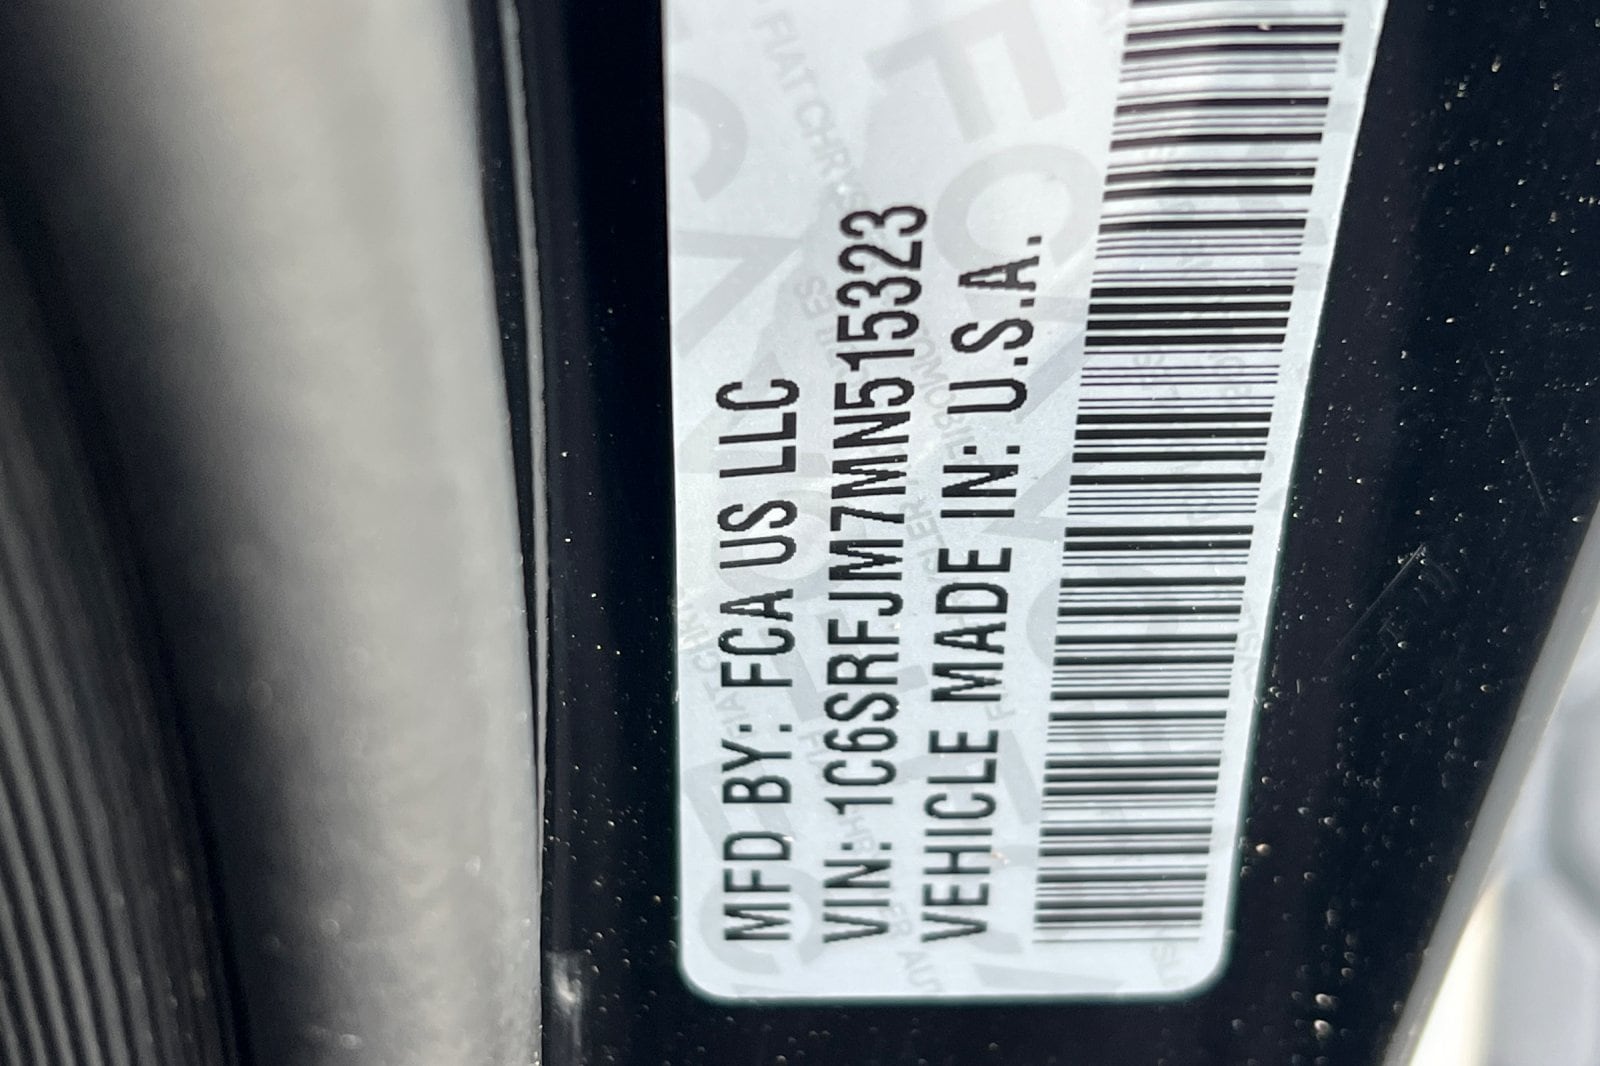 MFD BY: FCA US LLC
VIN: 1C6SRFJM7MN515323
VEHICLE MADE IN: U.S.A.